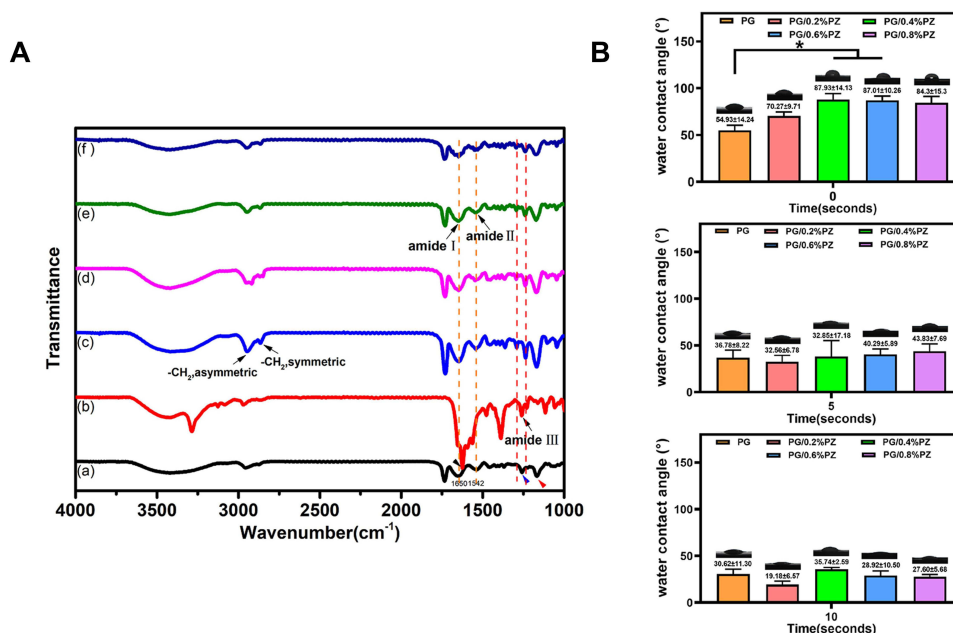 A
Transmittance
(f )
(e)
amide I
amide II
(d)
(c)
-CH2,asymmetric
-CH2,symmetric
(b)
amide III
(a)
1650
1542
4000 3500 3000 2500 2000 1500 1000
Wavenumber(cm-1)
B
water contact angle (°)
PG PG/0.2%PZ PG/0.4%PZ
PG/0.6%PZ PG/0.8%PZ
150
100
50
0
*
54.93±14.24
70.27±9.71
87.93±14.13
87.01±10.26
84.3±15.3
0
Time(seconds)
water contact angle (°)
PG PG/0.2%PZ PG/0.4%PZ
PG/0.6%PZ PG/0.8%PZ
150
100
50
0
36.78±8.22
32.56±6.78
32.85±17.18
40.29±5.89
43.83±7.69
5
Time(seconds)
water contact angle (°)
PG PG/0.2%PZ PG/0.4%PZ
PG/0.6%PZ PG/0.8%PZ
150
100
50
0
30.62±11.30
19.18±6.57
35.74±2.59
28.92±10.50
27.60±5.68
10
Time(seconds)